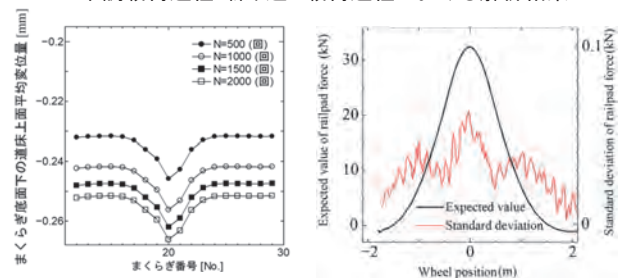 まくらぎ底面下の道床上面平均変位量 [mm]
−0.2
−0.22
−0.24
−0.26
N=500 (回)
N=1000 (回)
N=1500 (回)
N=2000 (回)
20
30
まくらぎ番号 [No.]
Expected value of railpad force (kN)
30
20
10
0
Expected value
Standard deviation
−2
0
2
Wheel position(m)
0.1
0
Standard deviation of railpad force(kN)